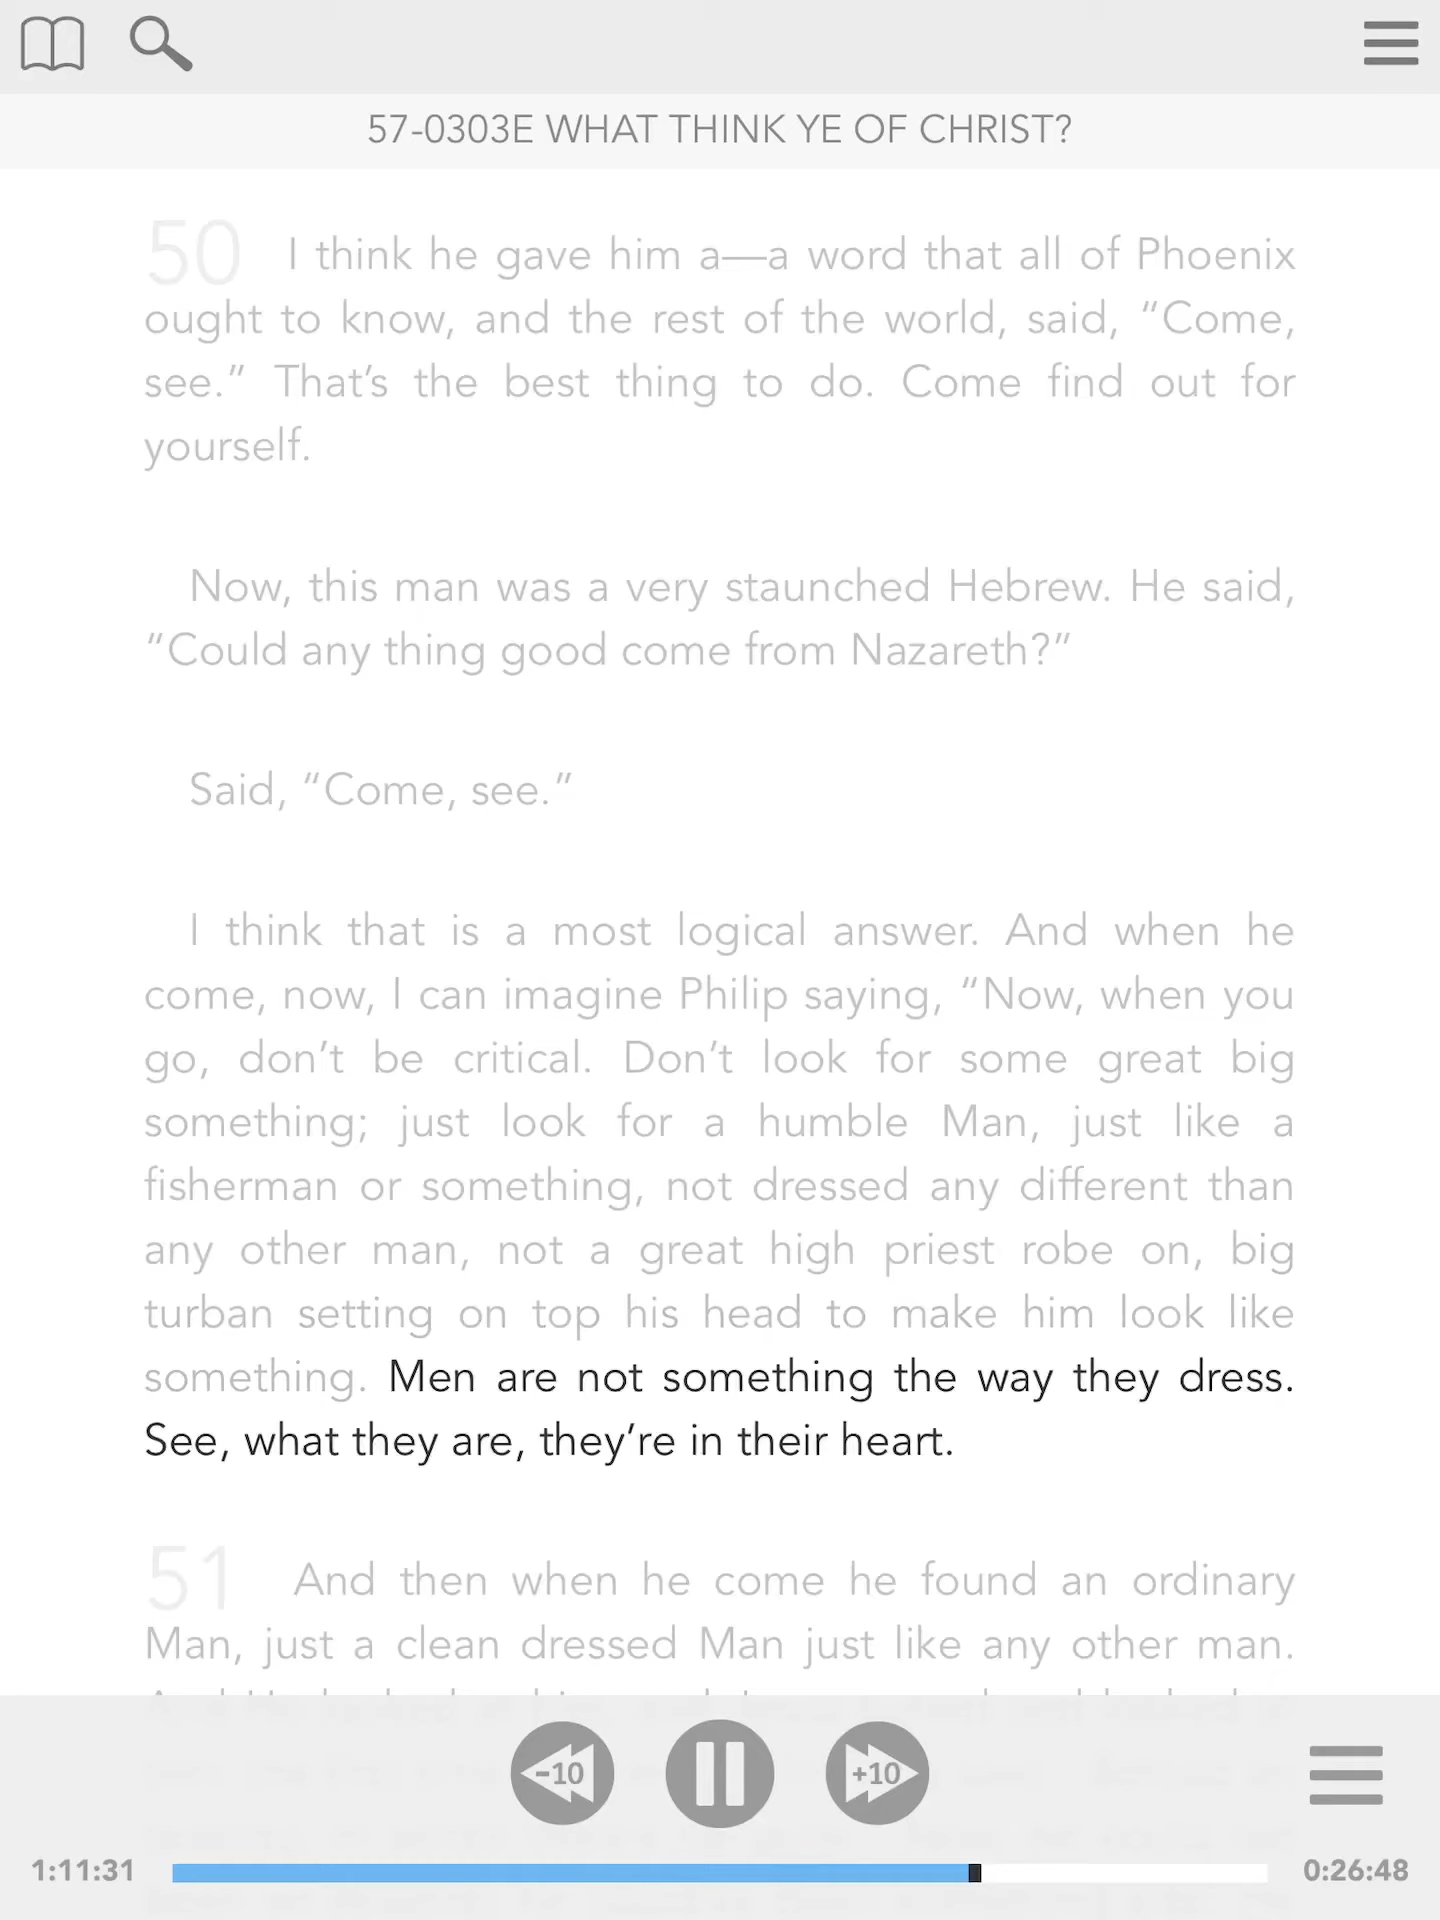 57-0303E WHAT THINK YE OF CHRIST?
50 I think he gave him a—a word that all of Phoenix
ought to know, and the rest of the world, said, “Come,
see.” That’s the best thing to do. Come find out for
yourself.
Now, this man was a very staunched Hebrew. He said,
“Could any thing good come from Nazareth?”
Said, “Come, see.”
I think that is a most logical answer. And when he
come, now, I can imagine Philip saying, “Now, when you
go, don’t be critical. Don’t look for some great big
something; just look for a humble Man, just like a
fisherman or something, not dressed any different than
any other man, not a great high priest robe on, big
turban setting on top his head to make him look like
something. Men are not something the way they dress.
See, what they are, they’re in their heart.
51 And then when he come he found an ordinary
Man, just a clean dressed Man just like any other man.
-10 +10
1:11:31 0:26:48